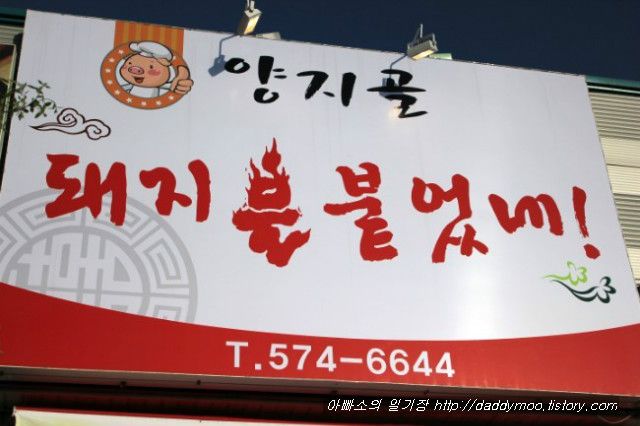 양지골
돼지불붙었네!
T.574-6644
아빠소의 일기장 http://daddymoo.tistory.com